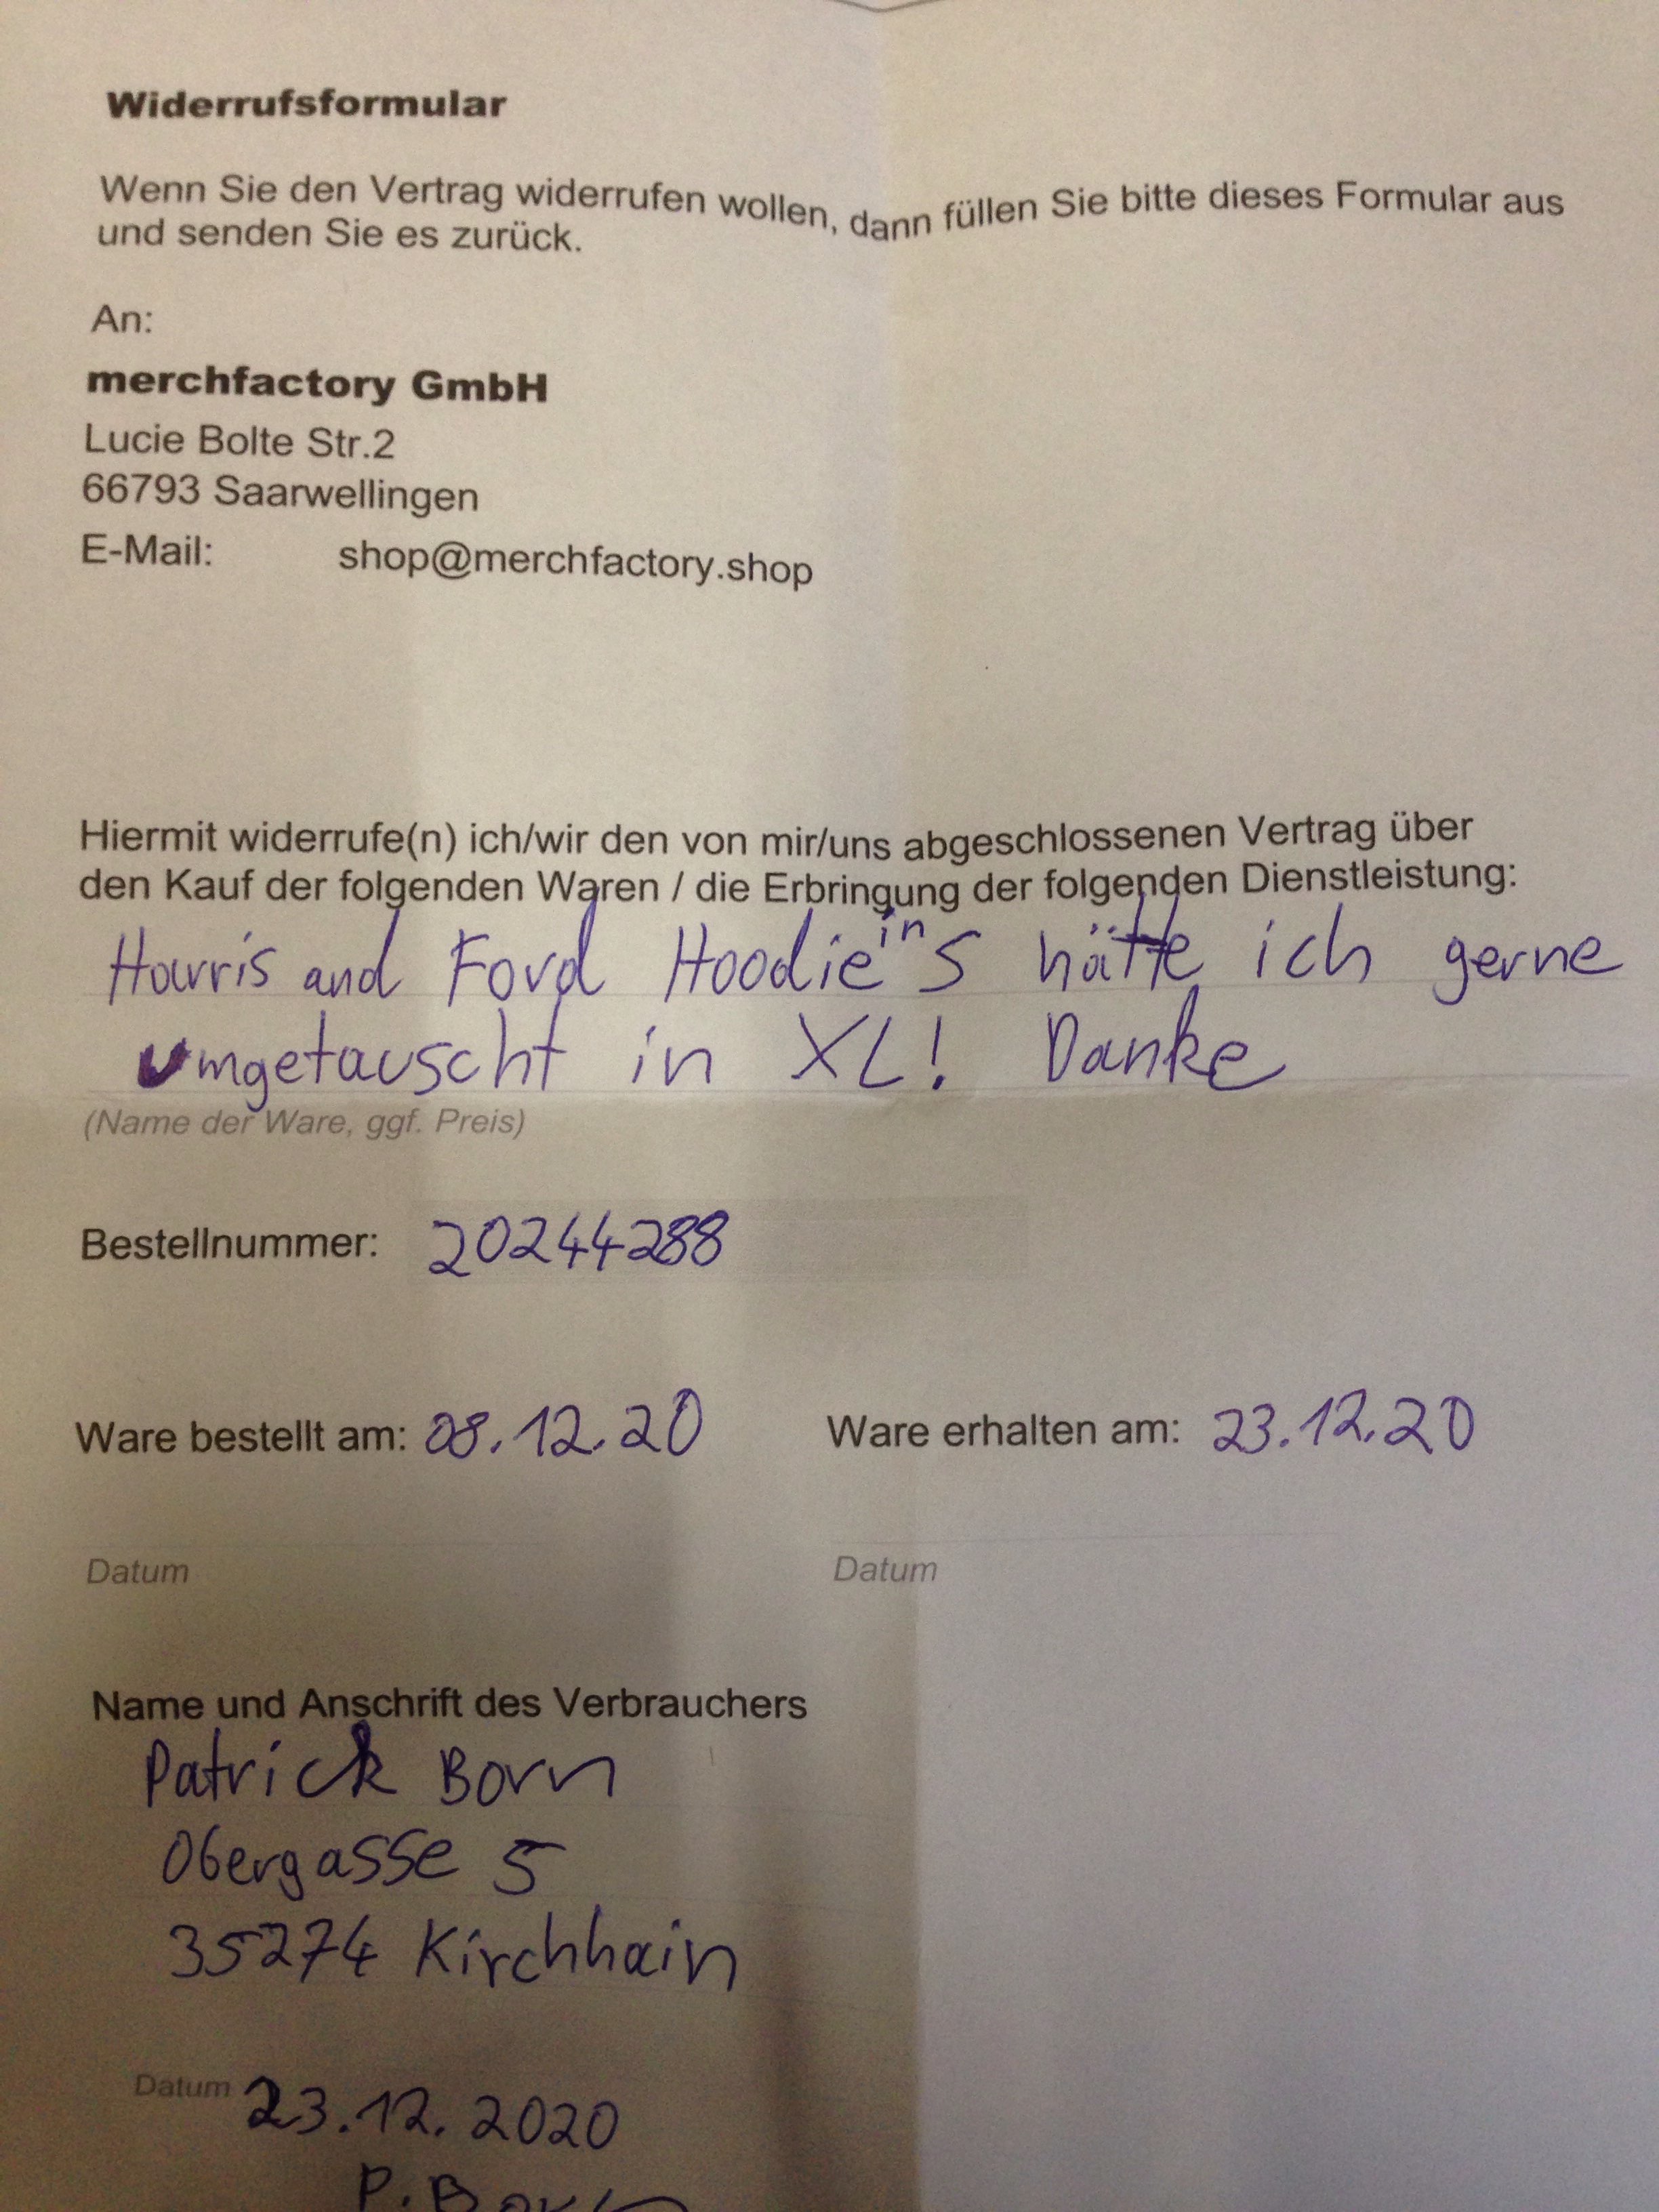 Widerrufsformular
Wenn Sie den Vertrag widerrufen wollen, dann füllen Sie bitte dieses Formular aus
und senden Sie es zurück.
An:
merchfactory GmbH
Lucie Bolte Str.2
66793 Saarwellingen
E-Mail: shop@merchfactory.shop
Hiermit widerrufe(n) ich/wir den von mir/uns abgeschlossenen Vertrag über
den Kauf der folgenden Waren / die Erbringung der folgenden Dienstleistung:
Harris and Ford Hoodie in S hätte ich gerne
umgetauscht in XL! Danke
(Name der Ware, ggf. Preis)
Bestellnummer: 20244288
Ware bestellt am: 08.12.20 Ware erhalten am: 23.12.20
Datum Datum
Name und Anschrift des Verbrauchers
Patrick Born
Obergasse 5
35274 Kirchhain
Datum 23.12.2020
P. Born